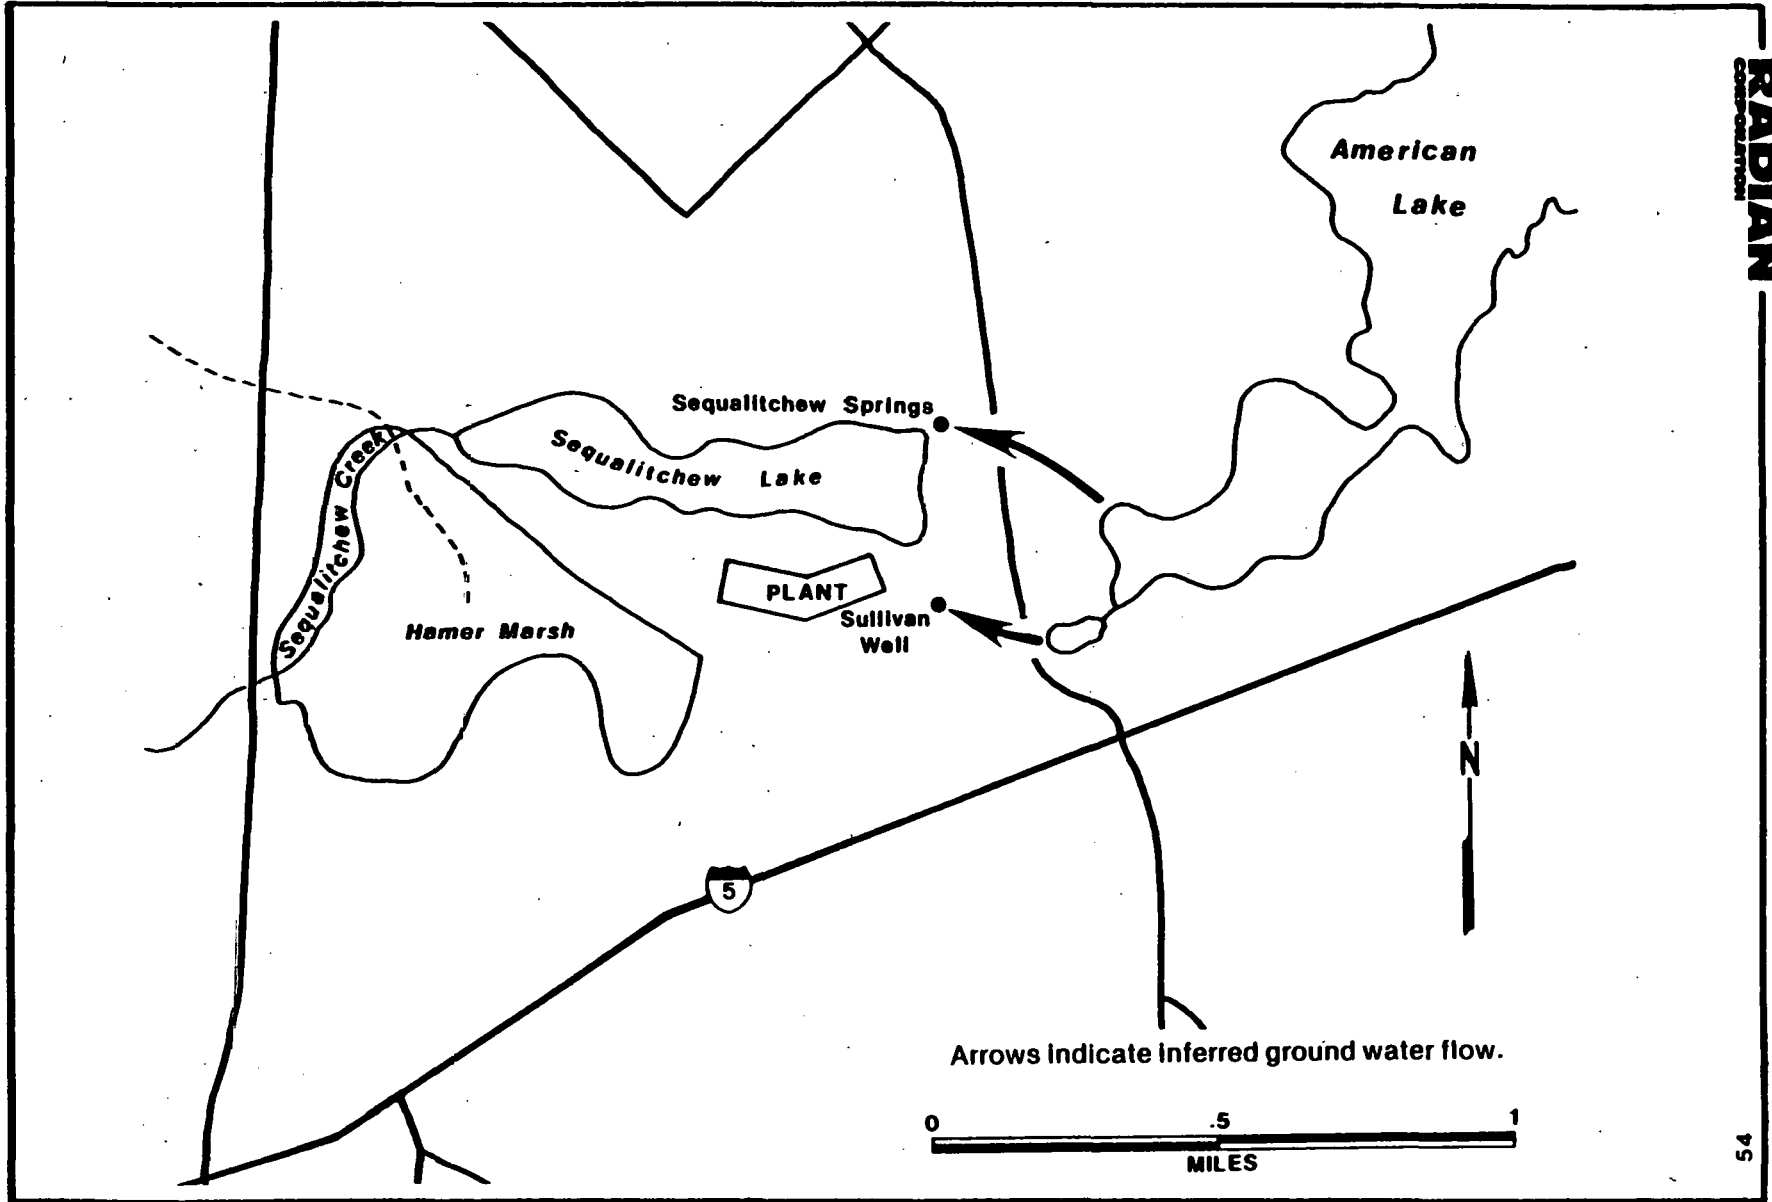 RADIAN
CORPORATION
American
Lake
Sequalitchew Springs
Sequalitchew Lake
Sequalitchew Creek
PLANT
Sullivan
Well
Hamer Marsh
N
5
Arrows indicate inferred ground water flow.
0 .5 1
MILES
54